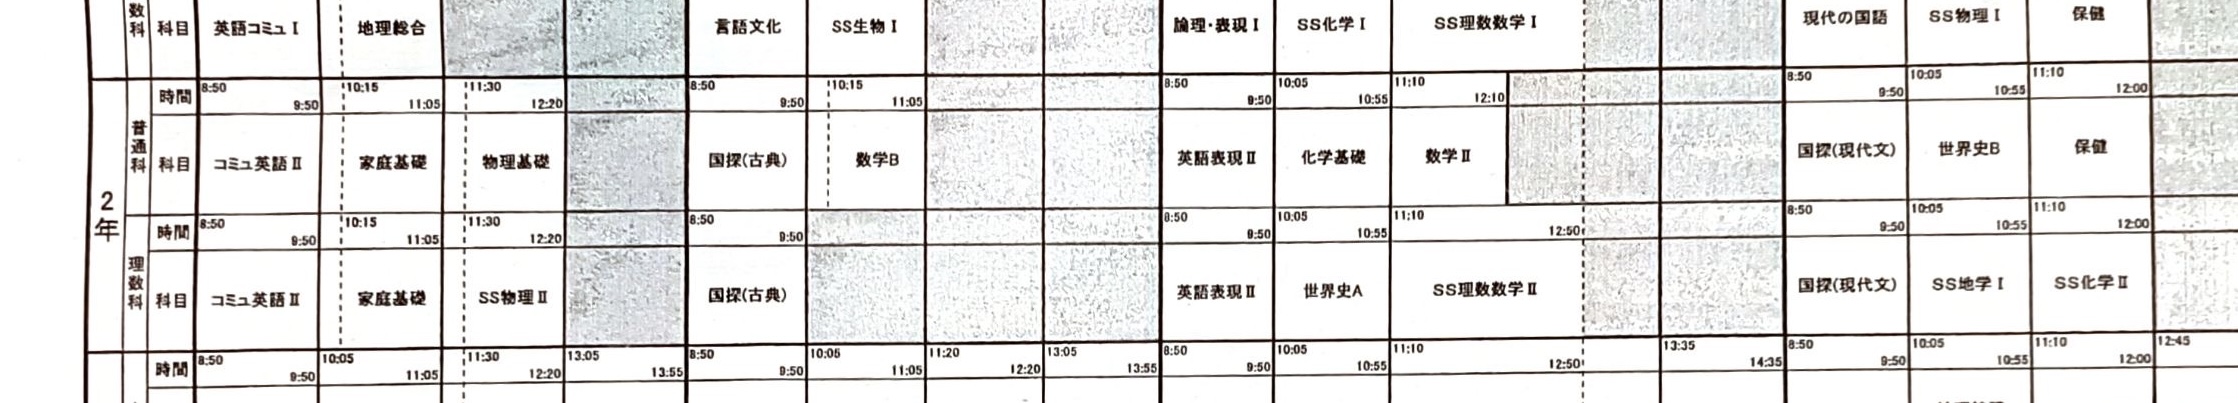 数科 科目 英語コミュⅠ 地理総合 言語文化 SS生物Ⅰ 論理・表現Ⅰ SS化学Ⅰ SS理数数学Ⅰ 現代の国語 SS物理Ⅰ 保健
2年
普通科
時間 8:50 9:50 10:15 11:05 11:30 12:20 8:50 9:50 10:15 11:05 8:50 9:50 10:05 10:55 11:10 12:10 8:50 9:50 10:05 10:55 11:10 12:00
科目 コミュ英語Ⅱ 家庭基礎 物理基礎 国探(古典) 数学B 英語表現Ⅱ 化学基礎 数学Ⅱ 国探(現代文) 世界史B 保健
理数科
時間 8:50 9:50 10:15 11:05 11:30 12:20 8:50 9:50 8:50 9:50 10:05 10:55 11:10 12:50 8:50 9:50 10:05 10:55 11:10 12:00
科目 コミュ英語Ⅱ 家庭基礎 SS物理Ⅱ 国探(古典) 英語表現Ⅱ 世界史A SS理数数学Ⅱ 国探(現代文) SS地学Ⅰ SS化学Ⅱ
時間 8:50 9:50 10:05 11:05 11:30 12:20 13:05 13:55 8:50 9:50 10:05 11:05 11:20 12:20 13:05 13:55 8:50 9:50 10:05 10:55 11:10 12:50 13:35 14:35 8:50 9:50 10:05 10:55 11:10 12:00 12:45